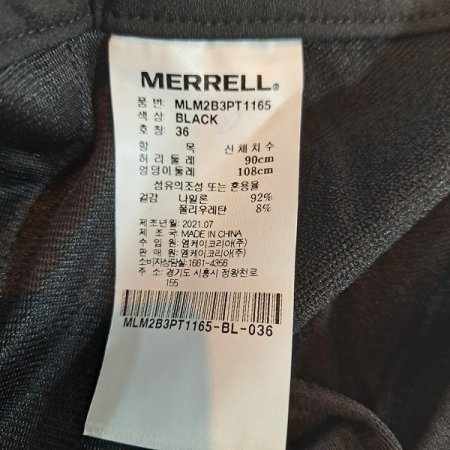 MERRELL®
품 번: MLM2B3PT1165
색 상: BLACK
호 칭: 36
항 목 신체치수
허리 둘레 90cm
엉덩이둘레 108cm
섬유의조성 또는 혼용율
겉감 나일론 92%
폴리우레탄 8%
제조년월: 2021.07
제 조 국: MADE IN CHINA
수 입 원: 엠케이코리아(주)
판 매 원: 엠케이코리아(주)
소비자상담실: 1661-4356
주 소: 경기도 시흥시 정왕천로
155
MLM2B3PT1165-BL-036